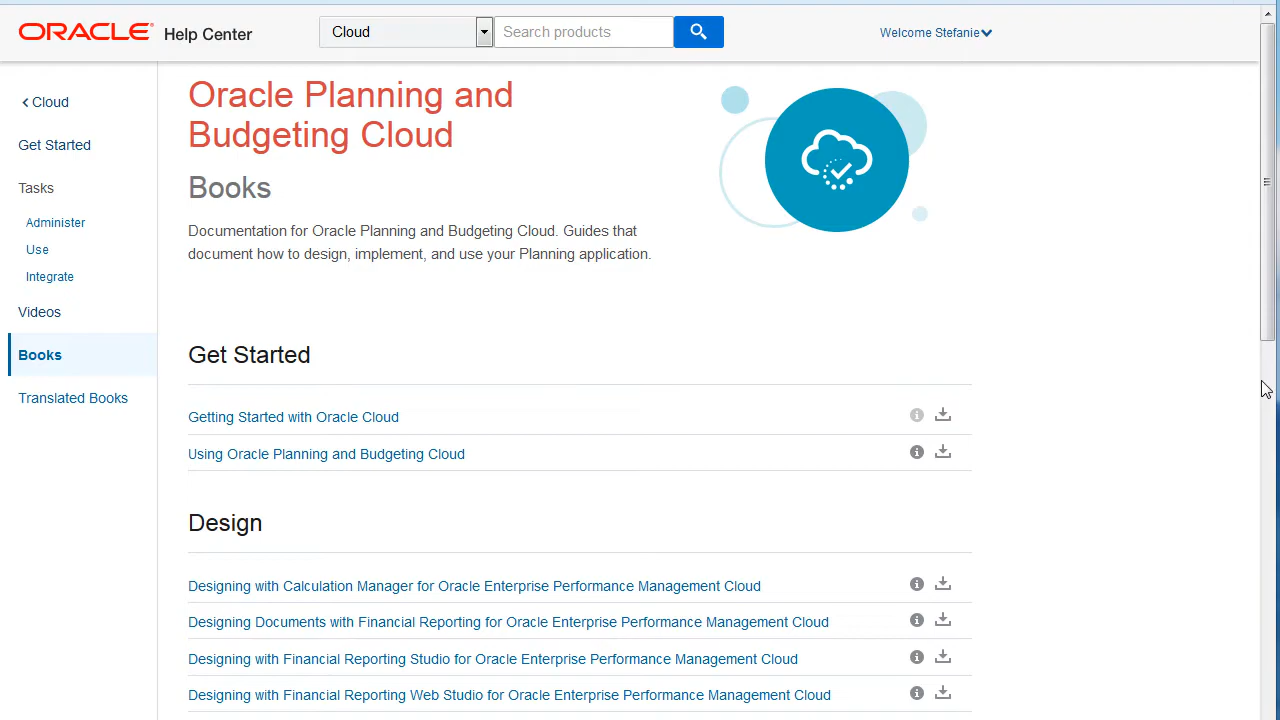 ORACLE Help Center
Cloud
Search products
Welcome Stefanie
Cloud
Get Started
Tasks
Administer
Use
Integrate
Videos
Books
Translated Books
Oracle Planning and
Budgeting Cloud
Books
Documentation for Oracle Planning and Budgeting Cloud. Guides that
document how to design, implement, and use your Planning application.
Get Started
Getting Started with Oracle Cloud
Using Oracle Planning and Budgeting Cloud
Design
Designing with Calculation Manager for Oracle Enterprise Performance Management Cloud
Designing Documents with Financial Reporting for Oracle Enterprise Performance Management Cloud
Designing with Financial Reporting Studio for Oracle Enterprise Performance Management Cloud
Designing with Financial Reporting Web Studio for Oracle Enterprise Performance Management Cloud